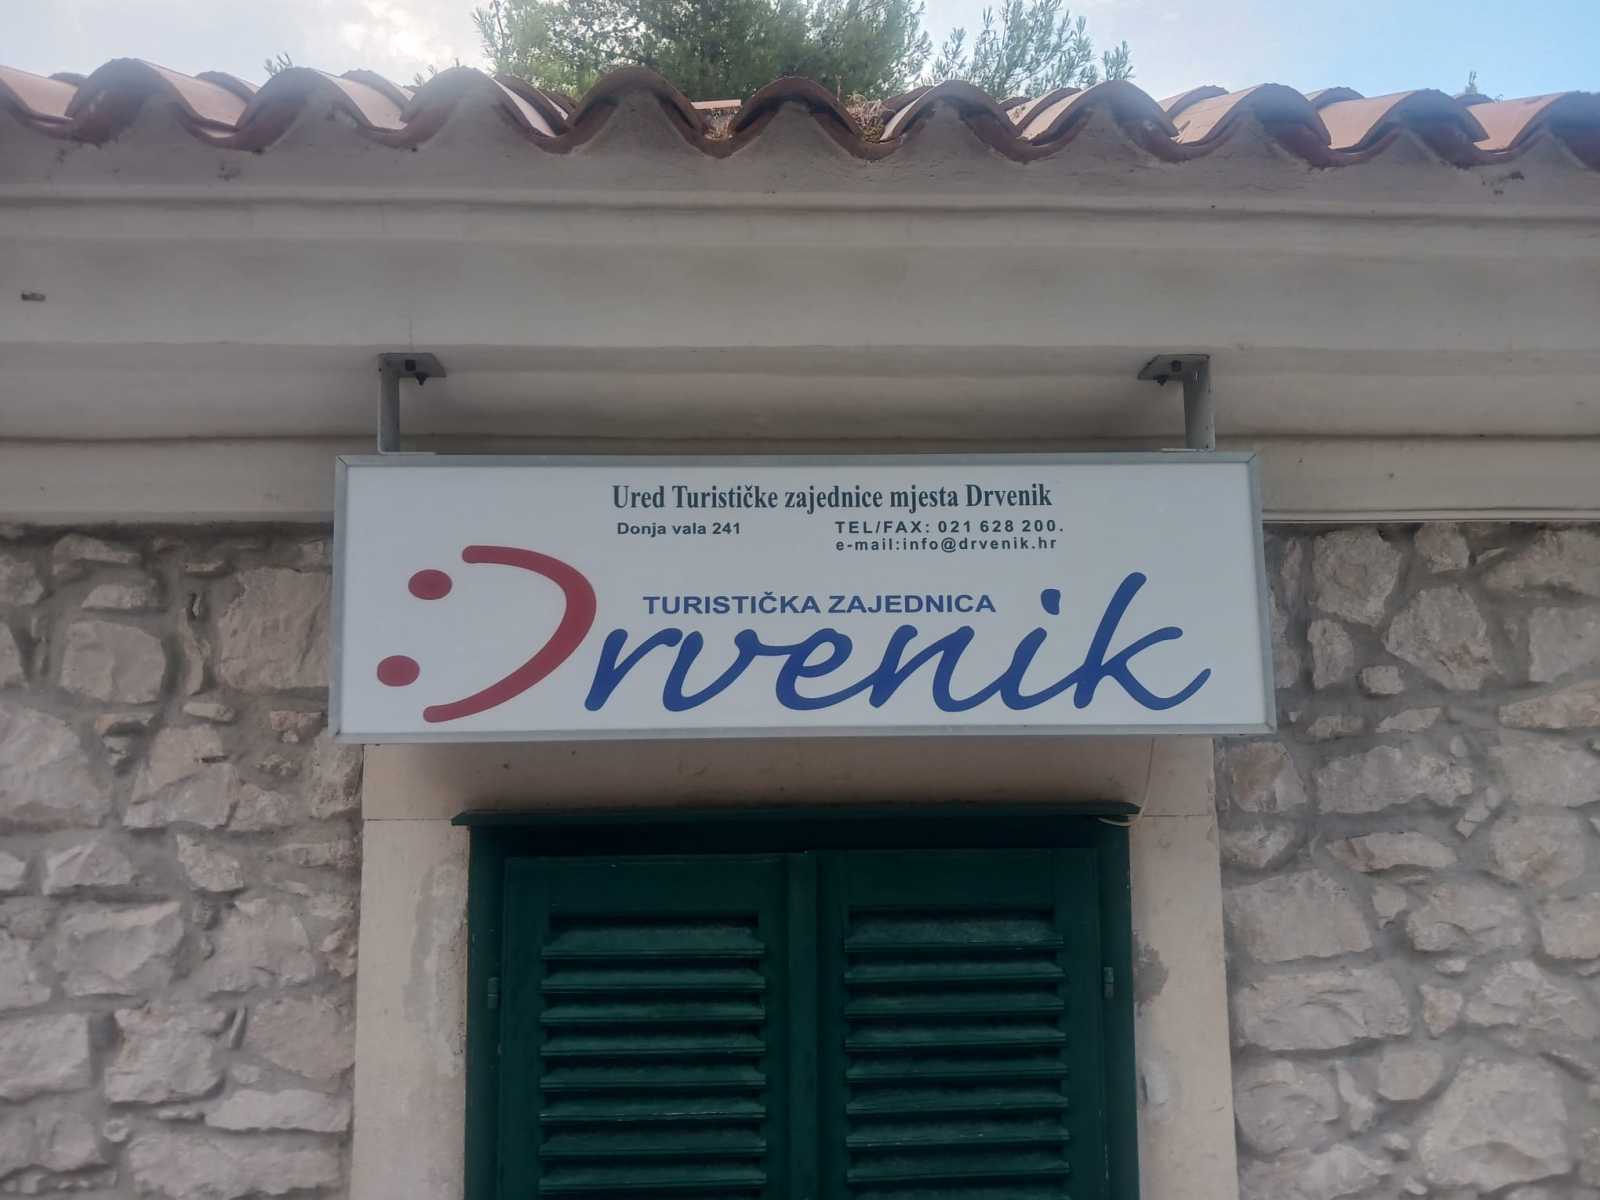 Ured Turističke zajednice mjesta Drvenik
Donja vala 241
TEL/FAX: 021 628 200.
e-mail:info@drvenik.hr
TURISTIČKA ZAJEDNICA
Drvenik